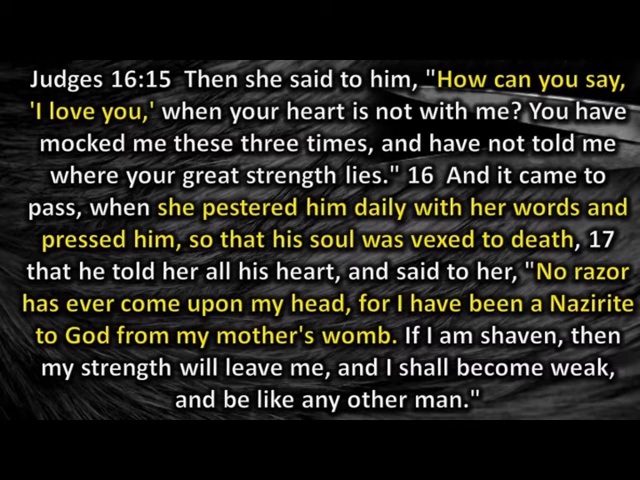 Judges 16:15  Then she said to him, "How can you say,
'I love you,' when your heart is not with me? You have
mocked me these three times, and have not told me
where your great strength lies." 16  And it came to
pass, when she pestered him daily with her words and
pressed him, so that his soul was vexed to death, 17
that he told her all his heart, and said to her, "No razor
has ever come upon my head, for I have been a Nazirite
to God from my mother's womb. If I am shaven, then
my strength will leave me, and I shall become weak,
and be like any other man."